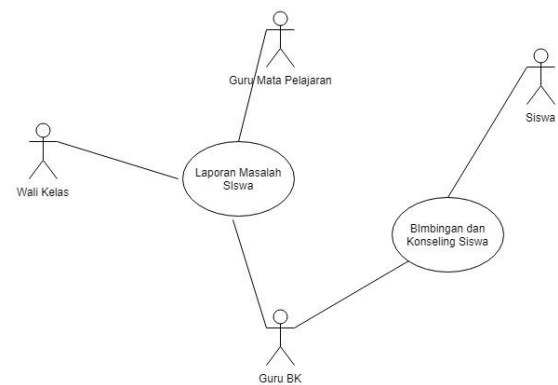 Guru Mata Pelajaran
Siswa
Laporan Masalah
SIswa
Wali Kelas
BImbingan dan
Konseling Siswa
Guru BK